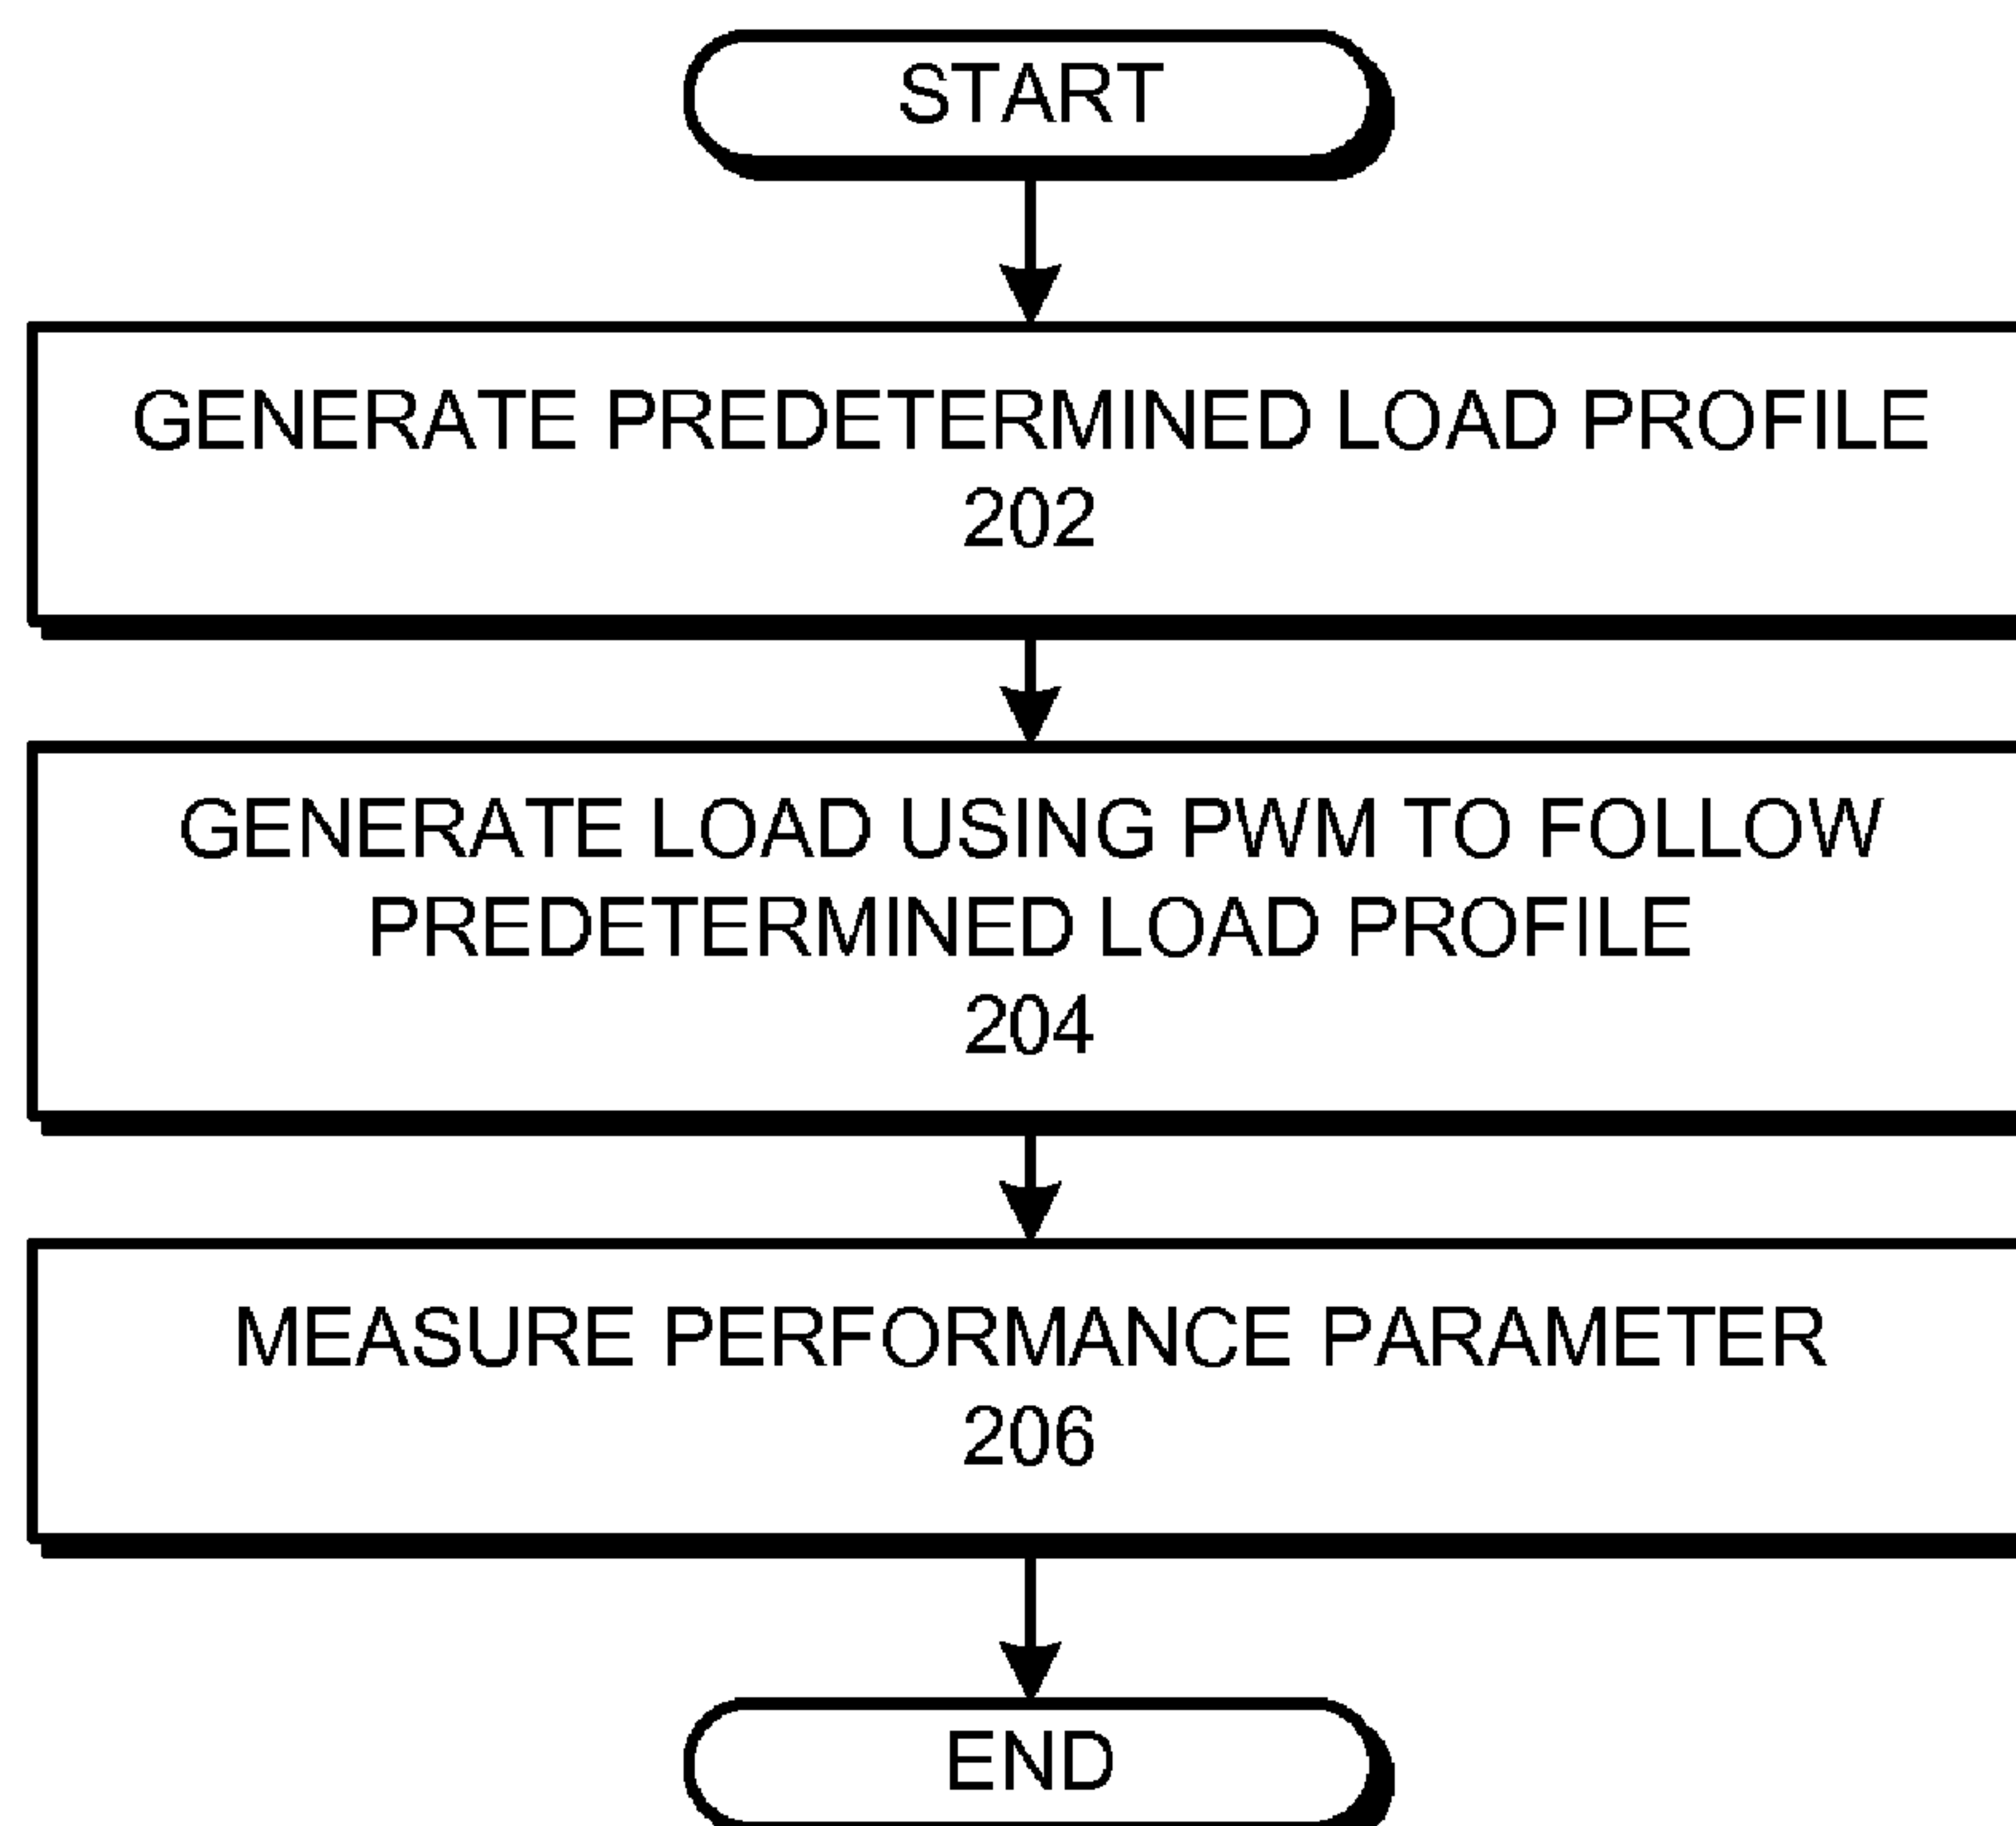 START
GENERATE PREDETERMINED LOAD PROFILE
202
GENERATE LOAD USING PWM TO FOLLOW
PREDETERMINED LOAD PROFILE
204
MEASURE PERFORMANCE PARAMETER
206
END